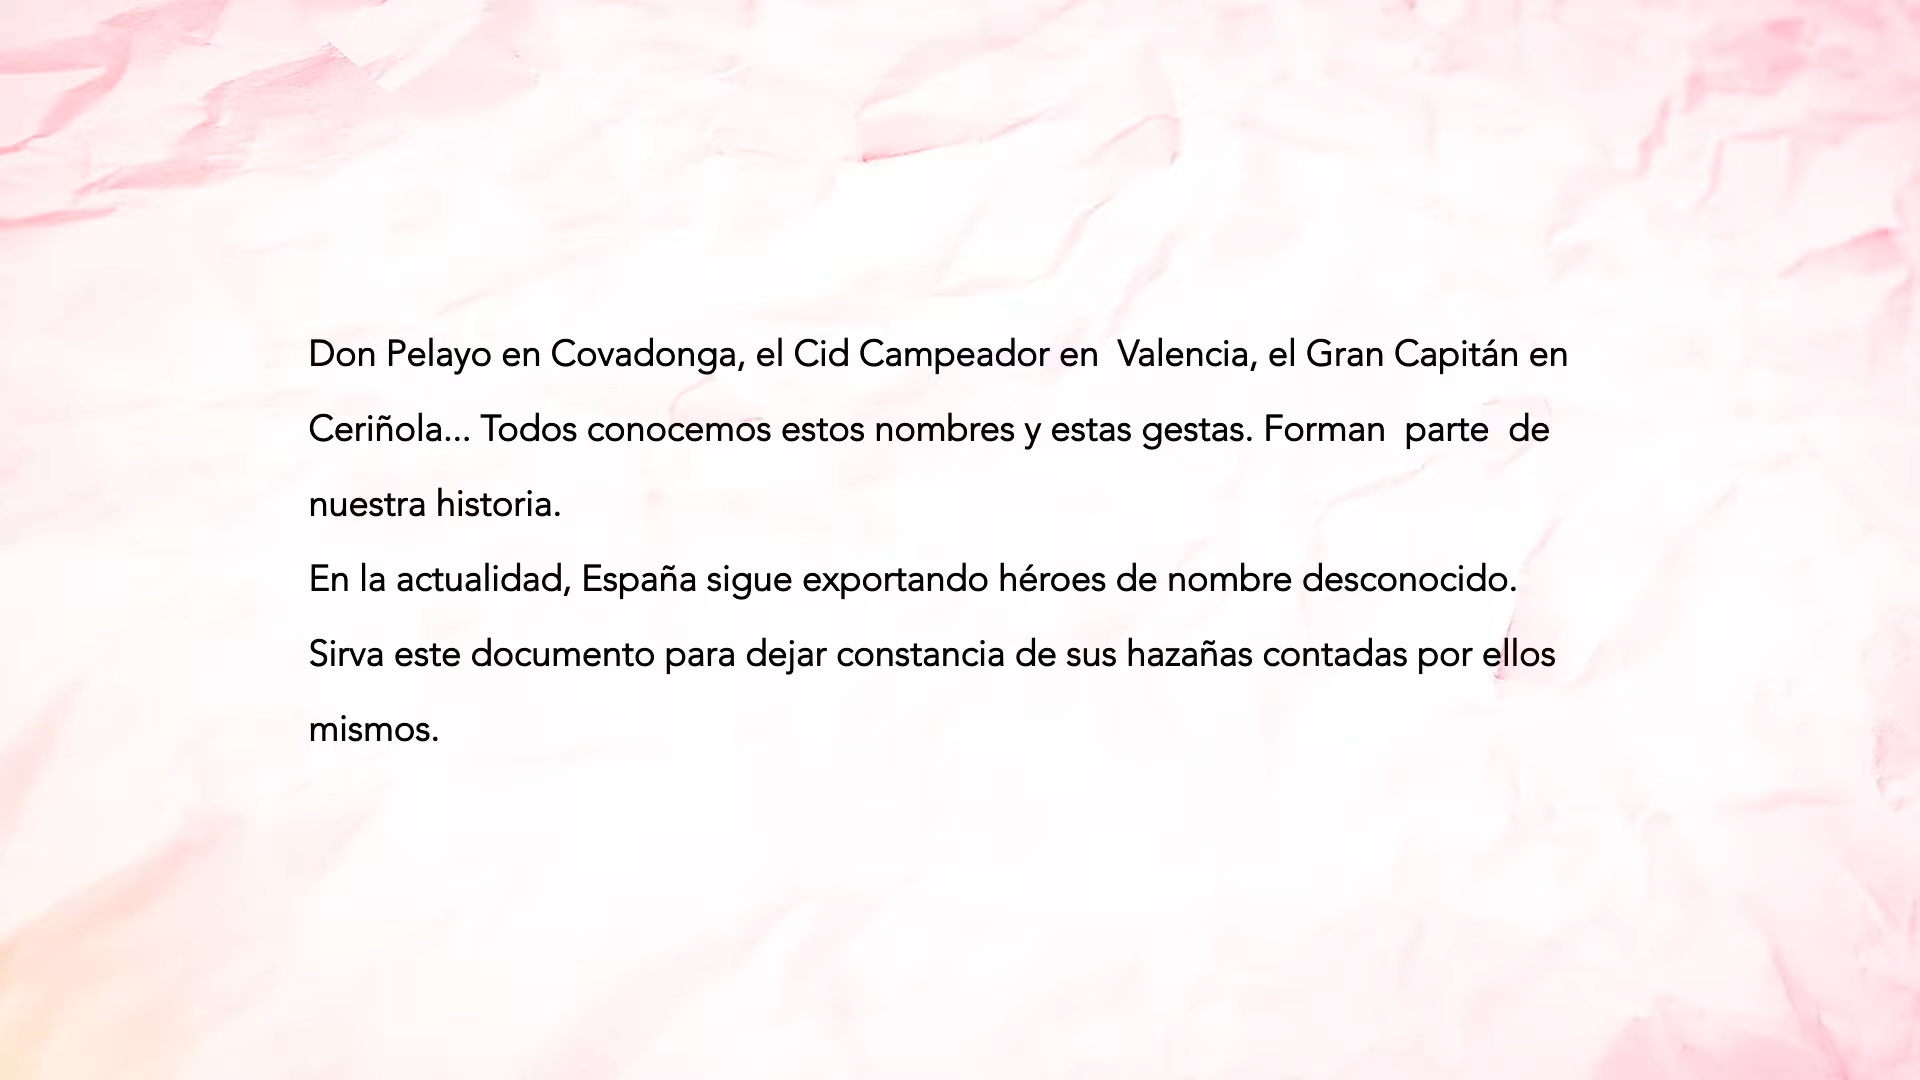 Don Pelayo en Covadonga, el Cid Campeador en  Valencia, el Gran Capitán en
Ceriñola... Todos conocemos estos nombres y estas gestas. Forman  parte  de
nuestra historia.
En la actualidad, España sigue exportando héroes de nombre desconocido.
Sirva este documento para dejar constancia de sus hazañas contadas por ellos
mismos.